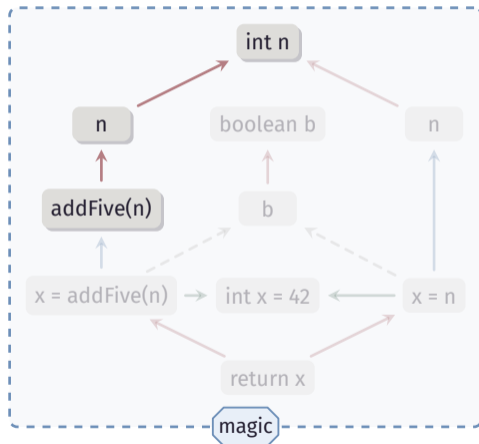 int n
n
boolean b
n
addFive(n)
b
x = addFive(n)
int x = 42
x = n
return x
magic